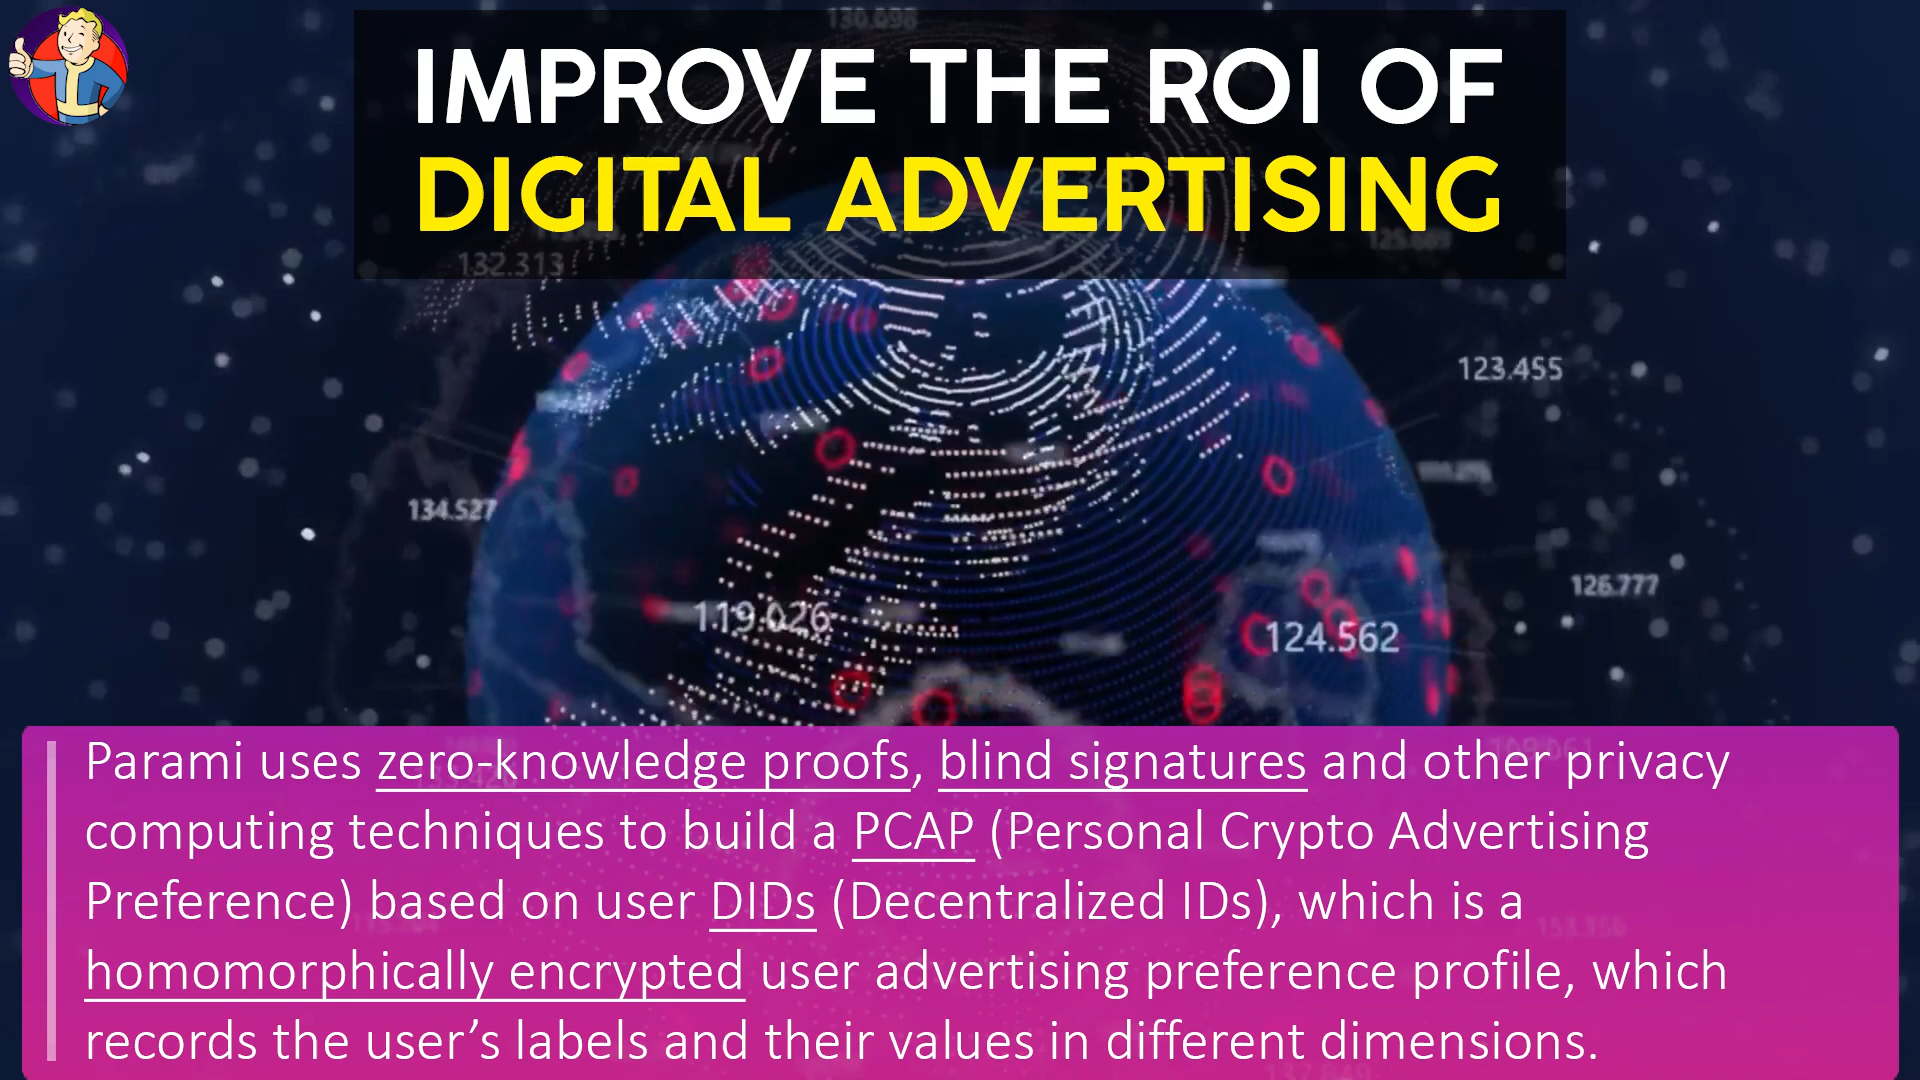 IMPROVE THE ROI OF
DIGITAL ADVERTISING
132.313
123.455
134.527
126.777
119.026
124.562
Parami uses zero-knowledge proofs, blind signatures and other privacy
computing techniques to build a PCAP (Personal Crypto Advertising
Preference) based on user DIDs (Decentralized IDs), which is a
homomorphically encrypted user advertising preference profile, which
records the user’s labels and their values in different dimensions.